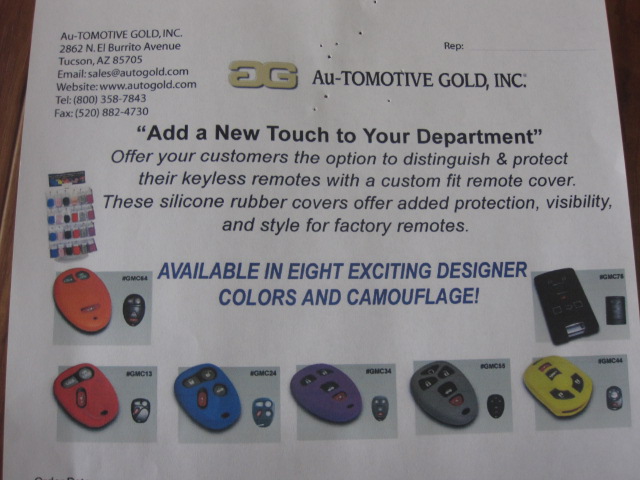 Au-TOMOTIVE GOLD, INC.
2862 N. El Burrito Avenue
Tucson, AZ 85705
Email: sales@autogold.com
Website: www.autogold.com
Tel: (800) 358-7843
Fax: (520) 882-4730
Rep:
AG Au-TOMOTIVE GOLD, INC.
"Add a New Touch to Your Department"
Offer your customers the option to distinguish & protect
their keyless remotes with a custom fit remote cover.
These silicone rubber covers offer added protection, visibility,
and style for factory remotes.
AVAILABLE IN EIGHT EXCITING DESIGNER
COLORS AND CAMOUFLAGE!
#GMC64
#GMC75
#GMC13
#GMC24
#GMC34
#GMC44